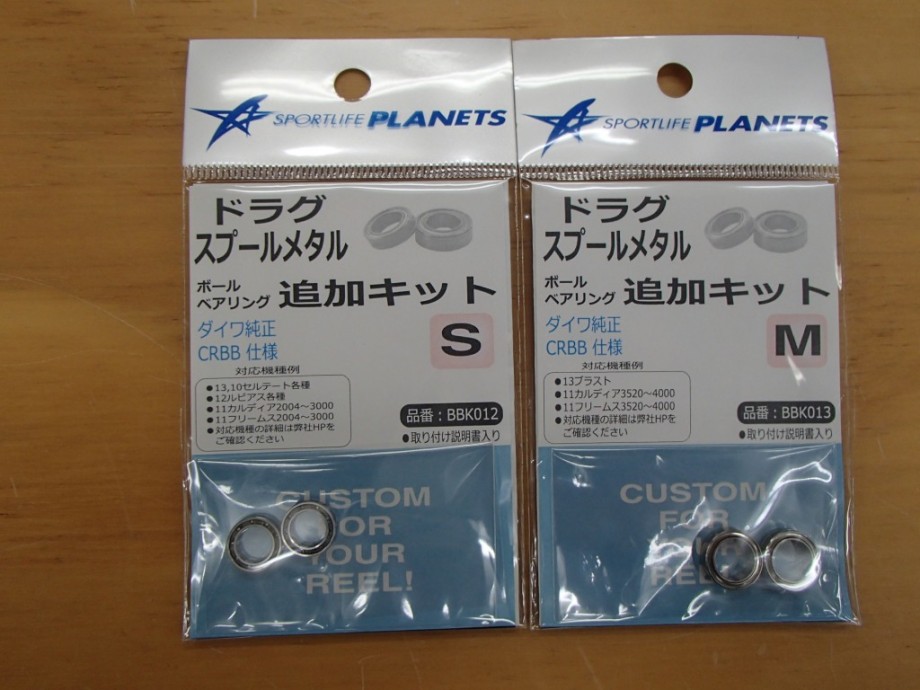 SPORTLIFE PLANETS
ドラグ
スプールメタル
ボール
ベアリング 追加キット
ダイワ純正
CRBB 仕様
S
対応機種例
●13,10セルテート各種
●12ルビアス各種
●11カルディア2004～3000
●11フリームス2004～3000
●対応機種の詳細は弊社HPを
ご確認ください
品番：BBK012
●取り付け説明書入り
CUSTOM
FOR
YOUR
REEL!
SPORTLIFE PLANETS
ドラグ
スプールメタル
ボール
ベアリング 追加キット
ダイワ純正
CRBB 仕様
M
対応機種例
●13ブラスト
●11カルディア3520～4000
●11フリームス3520～4000
●対応機種の詳細は弊社HPを
ご確認ください
品番：BBK013
●取り付け説明書入り
CUSTOM
FOR